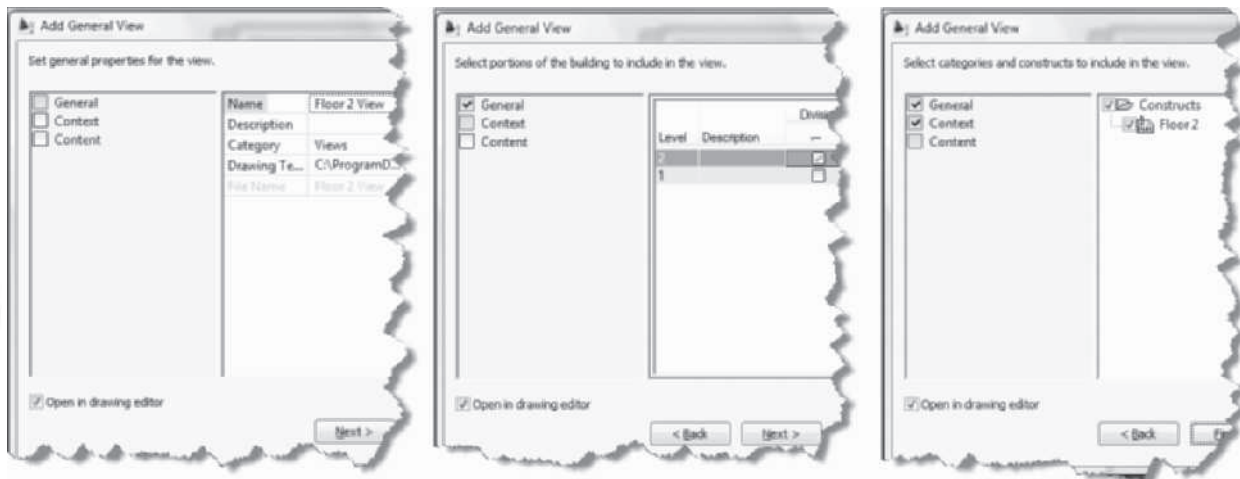 Add General View
Set general properties for the view.
General
Context
Content
Name Floor 2 View
Description
Category Views
Drawing Te... C:\ProgramD...
File Name Floor 2 View
Open in drawing editor
Next >
Add General View
Select portions of the building to include in the view.
General
Context
Content
Level Description
2
1
Open in drawing editor
< Back Next >
Add General View
Select categories and constructs to include in the view.
General
Context
Content
Constructs
Floor 2
Open in drawing editor
< Back